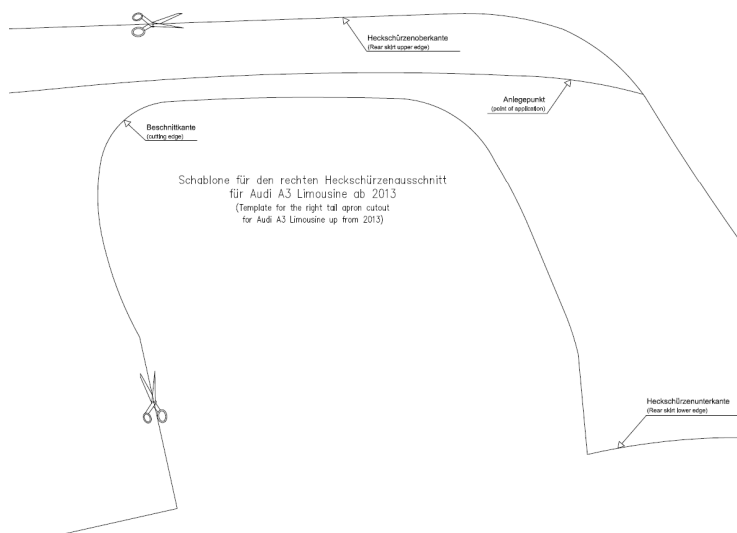 Heckschürzenoberkante
(Rear skirt upper edge)
Anlegepunkt
(point of application)
Beschnittkante
(cutting edge)
Schablone für den rechten Heckschürzenausschnitt
für Audi A3 Limousine ab 2013
(Template for the right tail apron cutout
for Audi A3 Limousine up from 2013)
Heckschürzenunterkante
(Rear skirt lower edge)